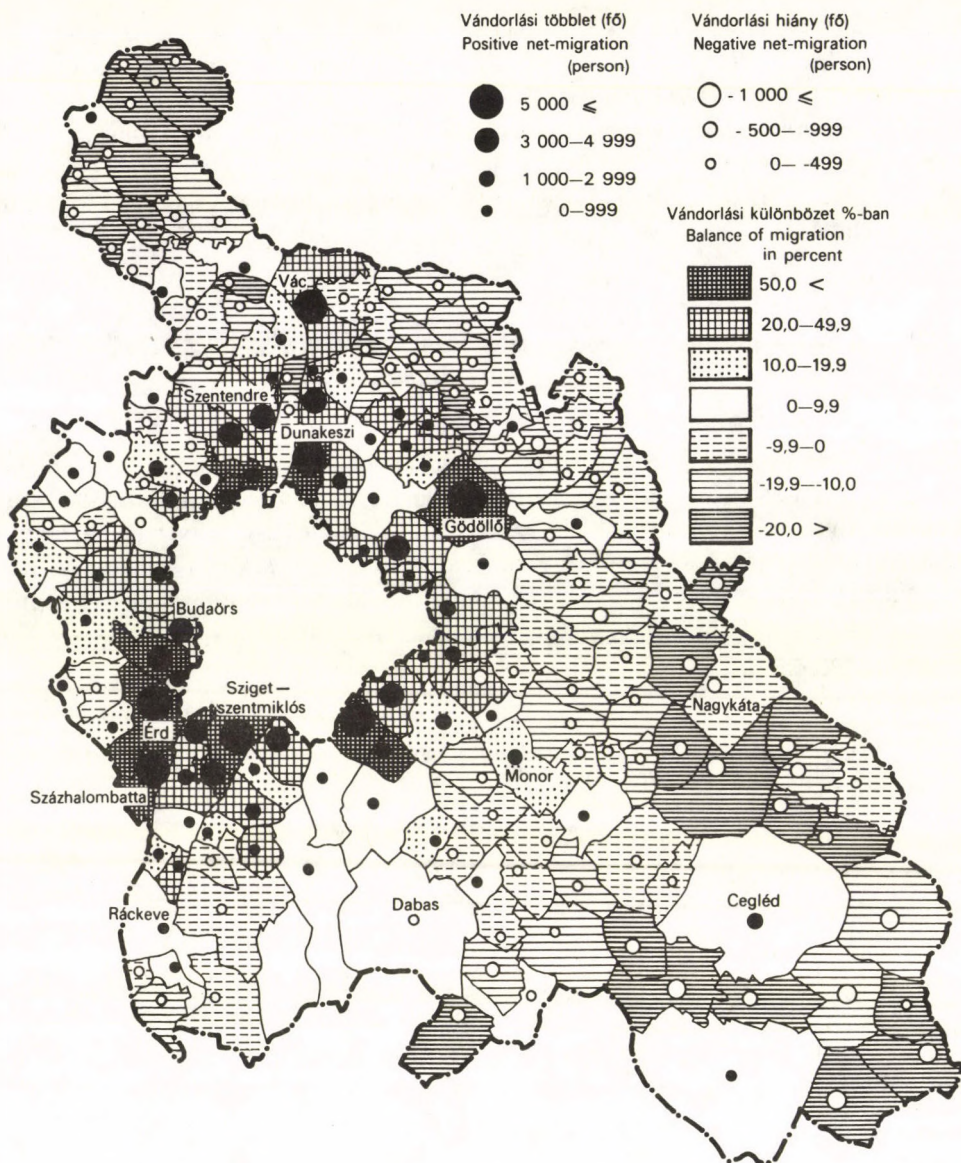 Vándorlási többlet (fő)
Positive net-migration
(person)
5 000 ≤
3 000—4 999
1 000—2 999
0—999
Vándorlási hiány (fő)
Negative net-migration
(person)
- 1 000 ≤
- 500— -999
0— -499
Vándorlási különbözet %-ban
Balance of migration
in percent
50,0 <
20,0—49,9
10,0—19,9
0—9,9
-9,9—0
-19,9—-10,0
-20,0 >
Vác
Szentendre
Dunakeszi
Gödöllő
Budaörs
Sziget—
szentmiklós
Érd
Nagykáta
Monor
Százhalombatta
Ráckeve
Dabas
Cegléd